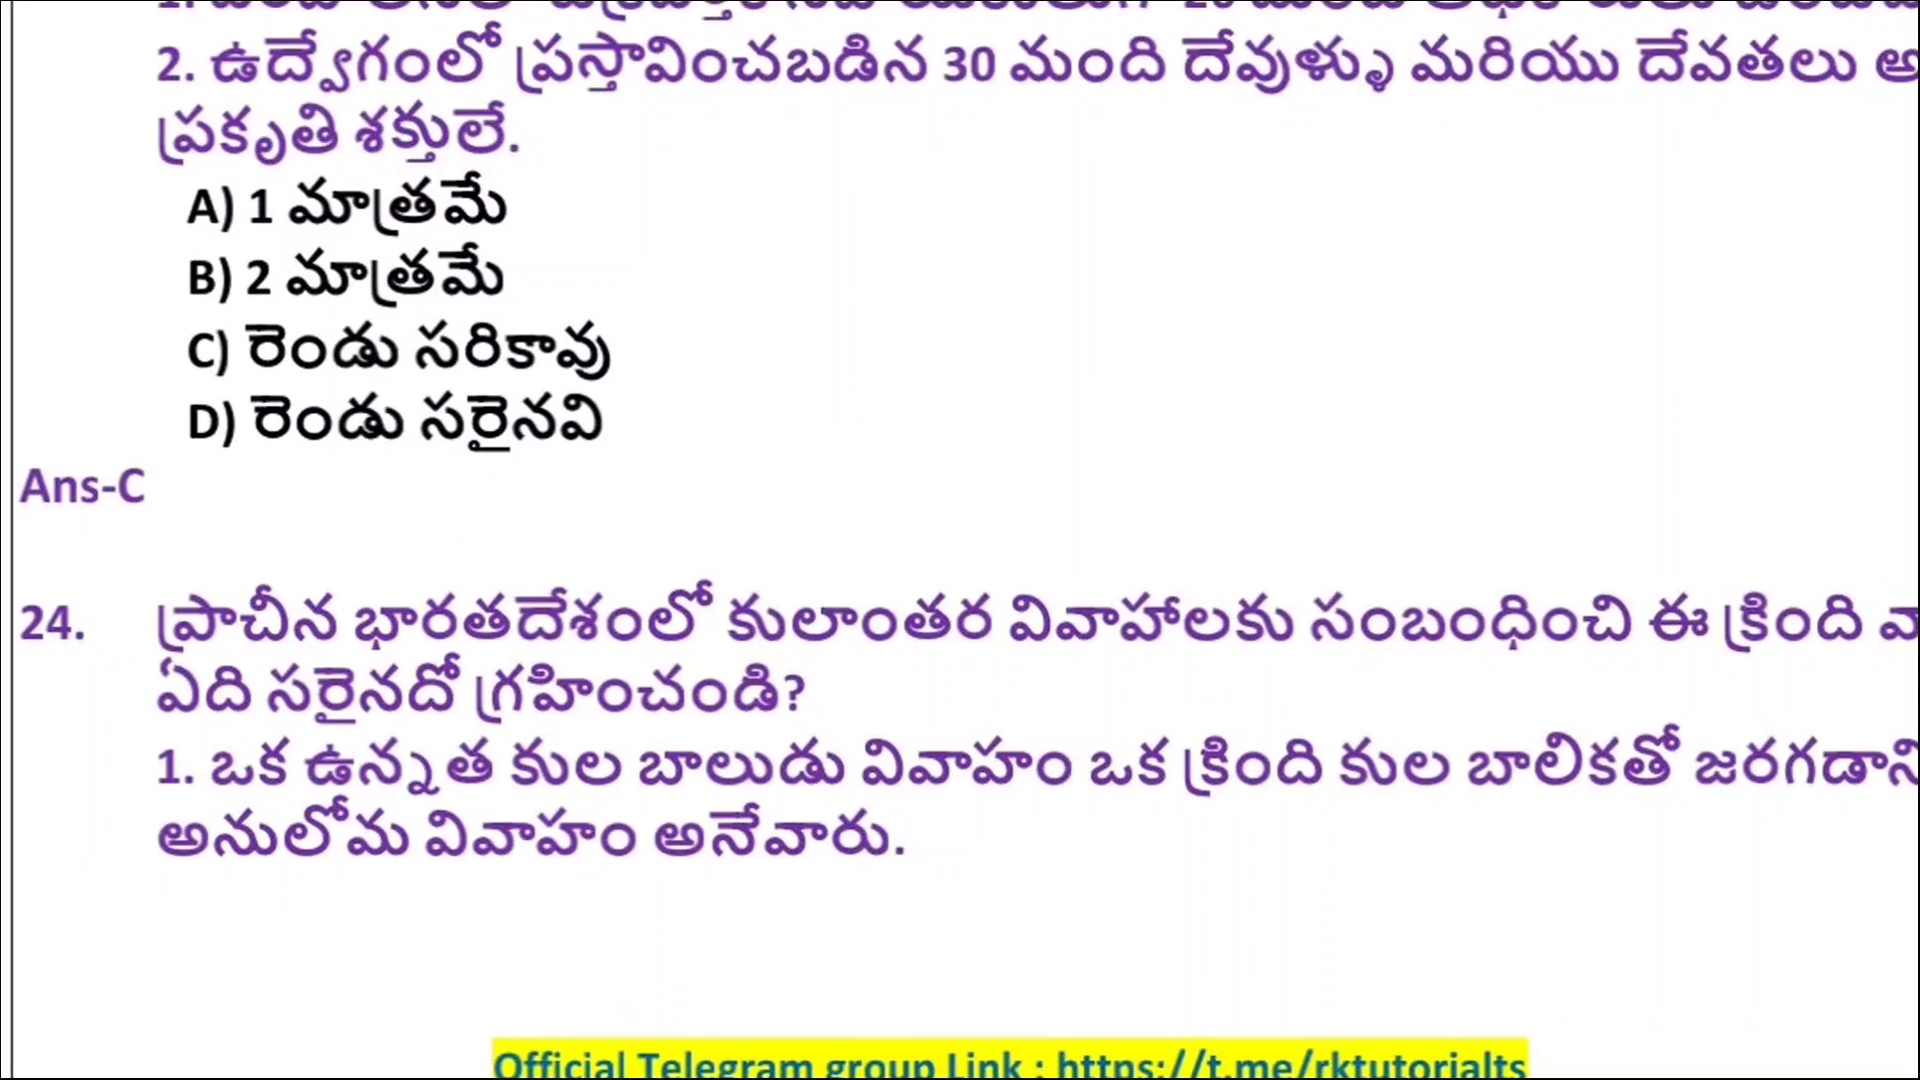 2. ఉద్వేగంలో ప్రస్తావించబడిన 30 మంది దేవుళ్ళు మరియు దేవతలు
ప్రకృతి శక్తులే.
A) 1 మాత్రమే
B) 2 మాత్రమే
C) రెండు సరికావు
D) రెండు సరైనవి
Ans-C
24. ప్రాచీన భారతదేశంలో కులాంతర వివాహాలకు సంబంధించి ఈ క్రింది
ఏది సరైనదో గ్రహించండి?
1. ఒక ఉన్నత కుల బాలుడు వివాహం ఒక క్రింది కుల బాలికతో జరగడాని
అనులోమ వివాహం అనేవారు.
Official Telegram group Link : https://t.me/rktutorialts